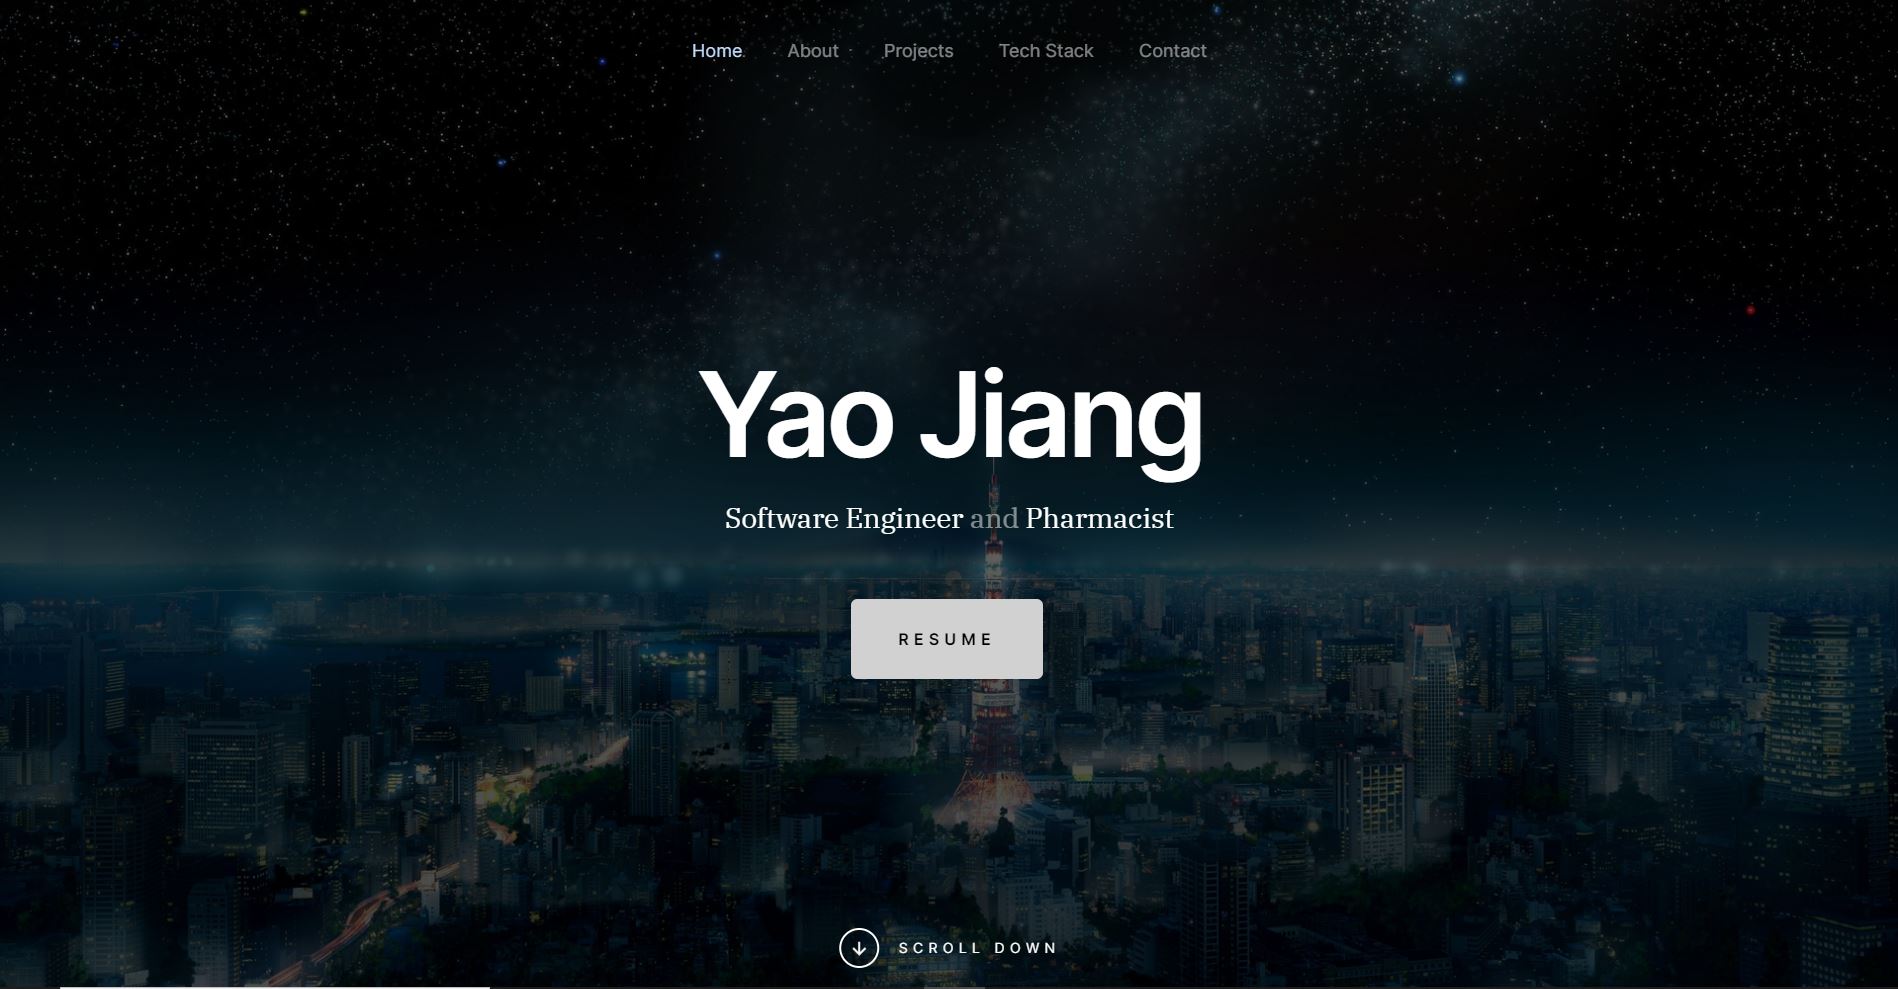 Home About Projects Tech Stack Contact
Yao Jiang
Software Engineer and Pharmacist
RESUME
SCROLL DOWN